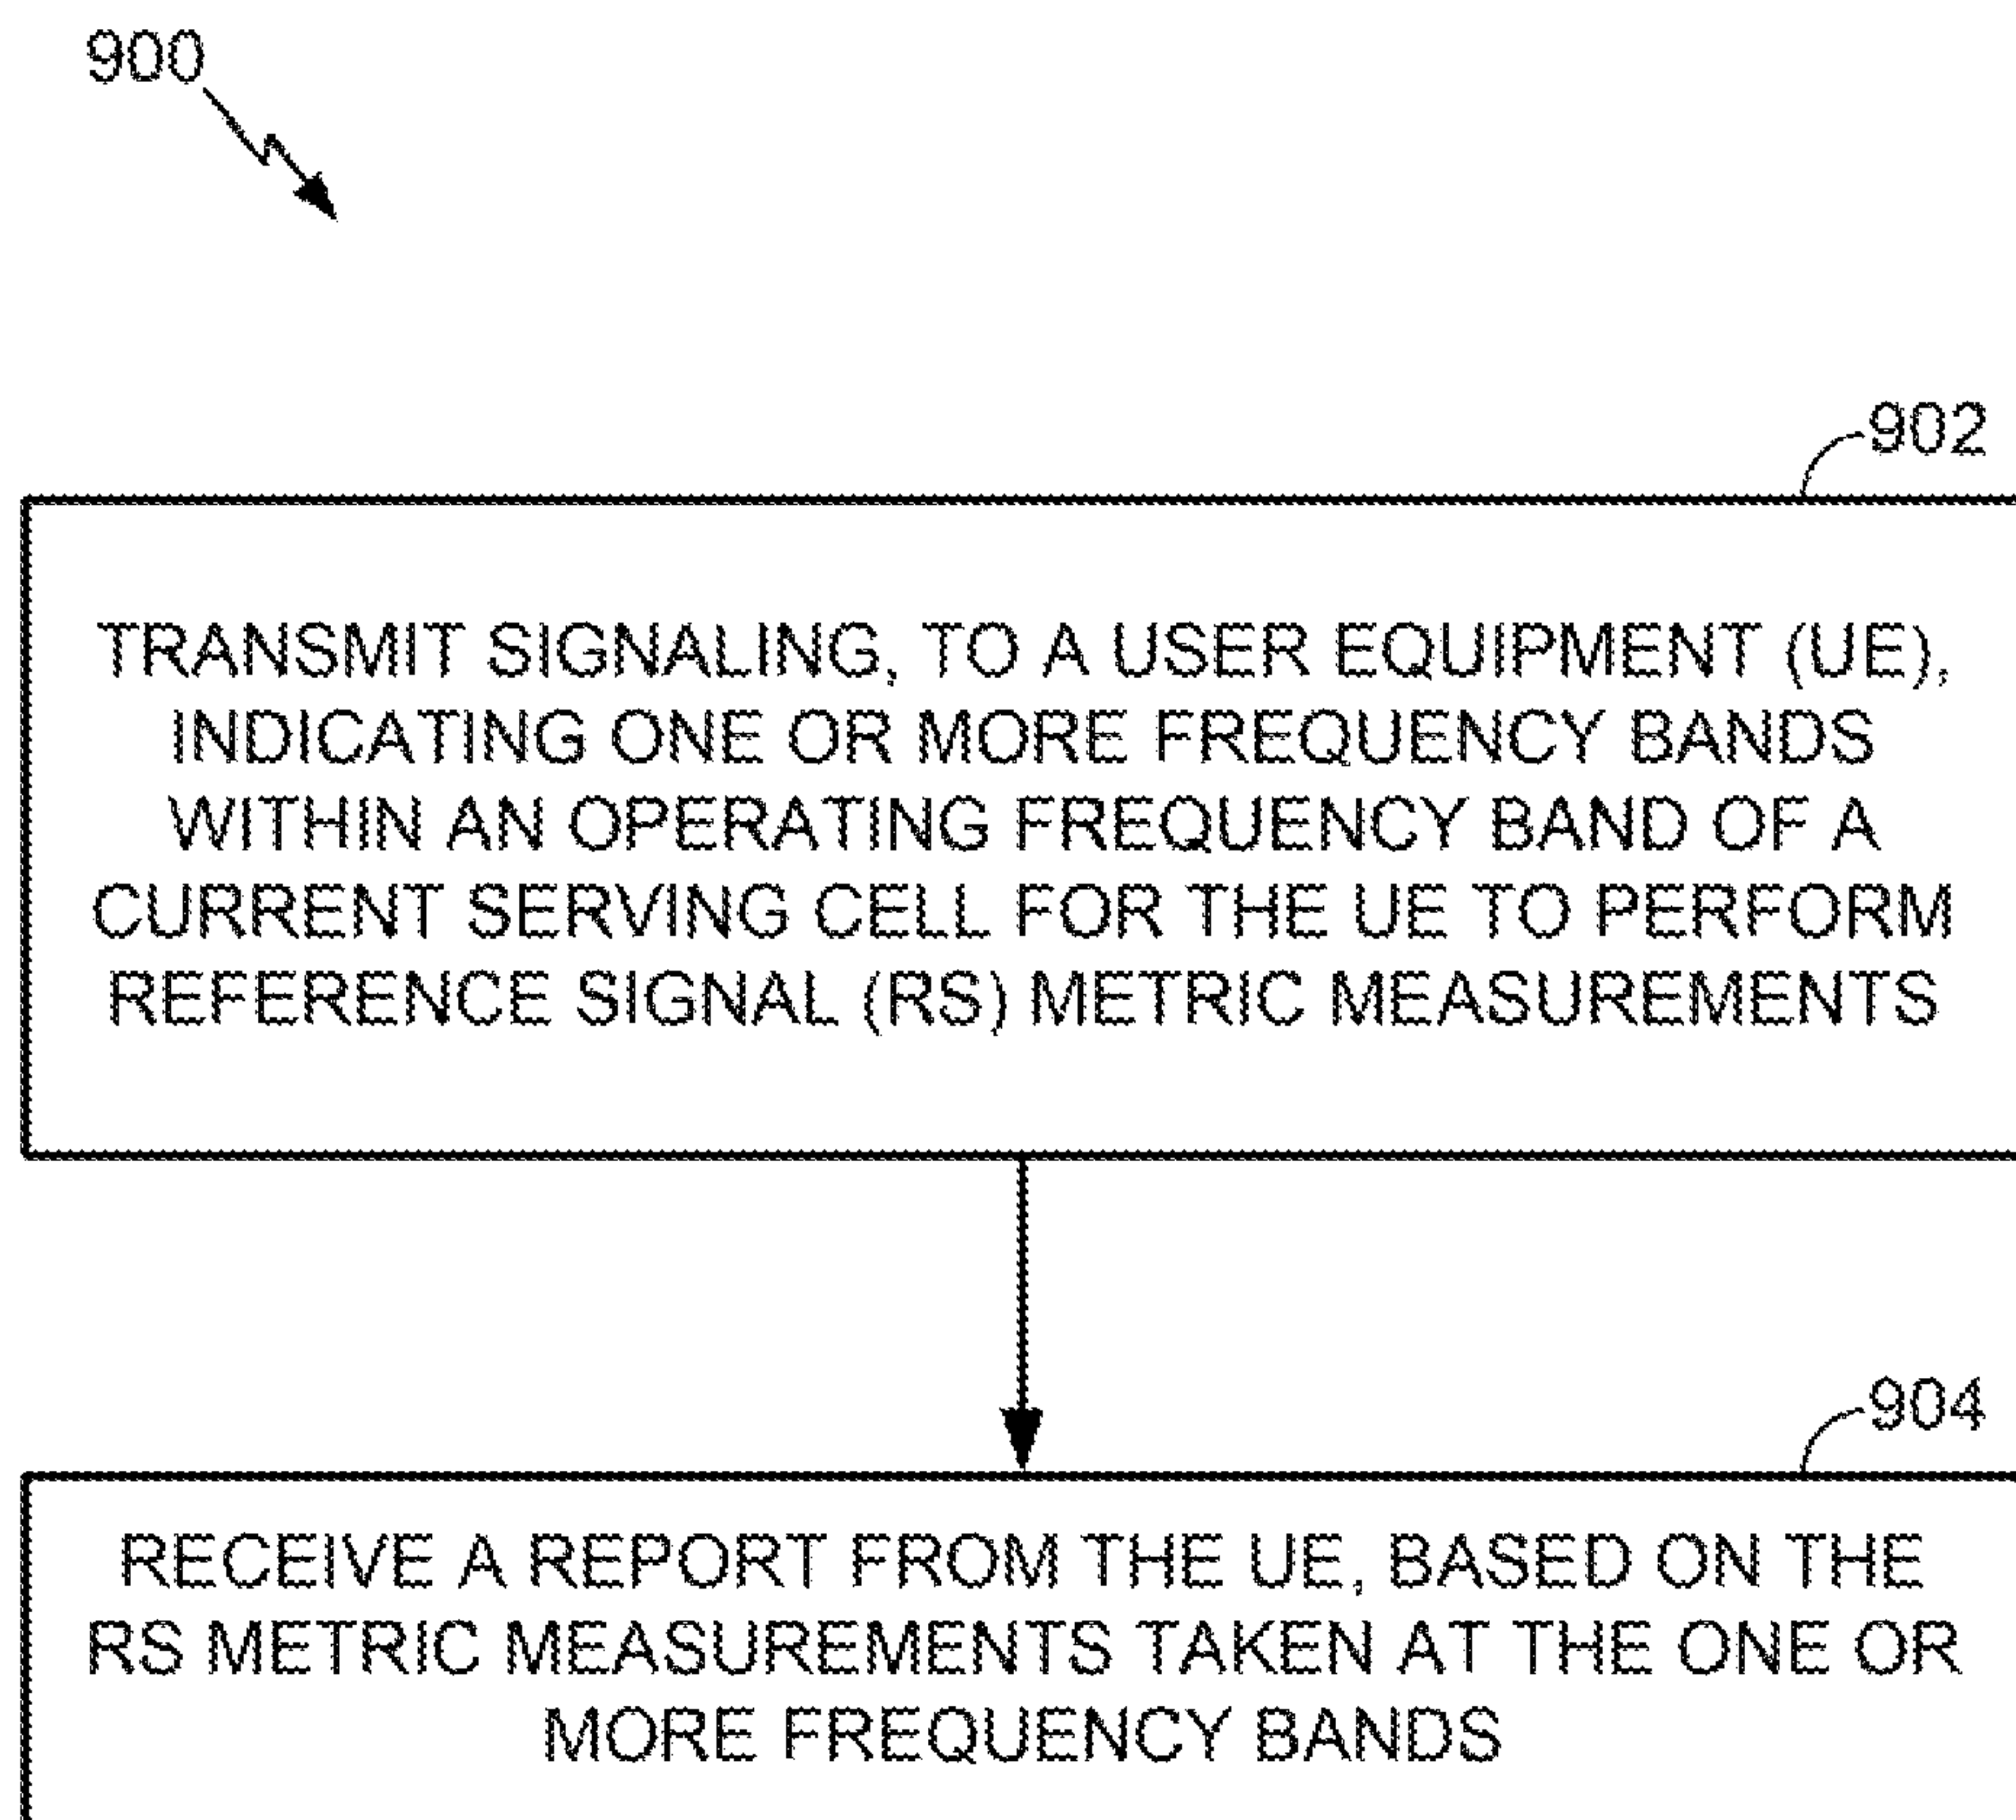 900
902
TRANSMIT SIGNALING, TO A USER EQUIPMENT (UE),
INDICATING ONE OR MORE FREQUENCY BANDS
WITHIN AN OPERATING FREQUENCY BAND OF A
CURRENT SERVING CELL FOR THE UE TO PERFORM
REFERENCE SIGNAL (RS) METRIC MEASUREMENTS
904
RECEIVE A REPORT FROM THE UE, BASED ON THE
RS METRIC MEASUREMENTS TAKEN AT THE ONE OR
MORE FREQUENCY BANDS